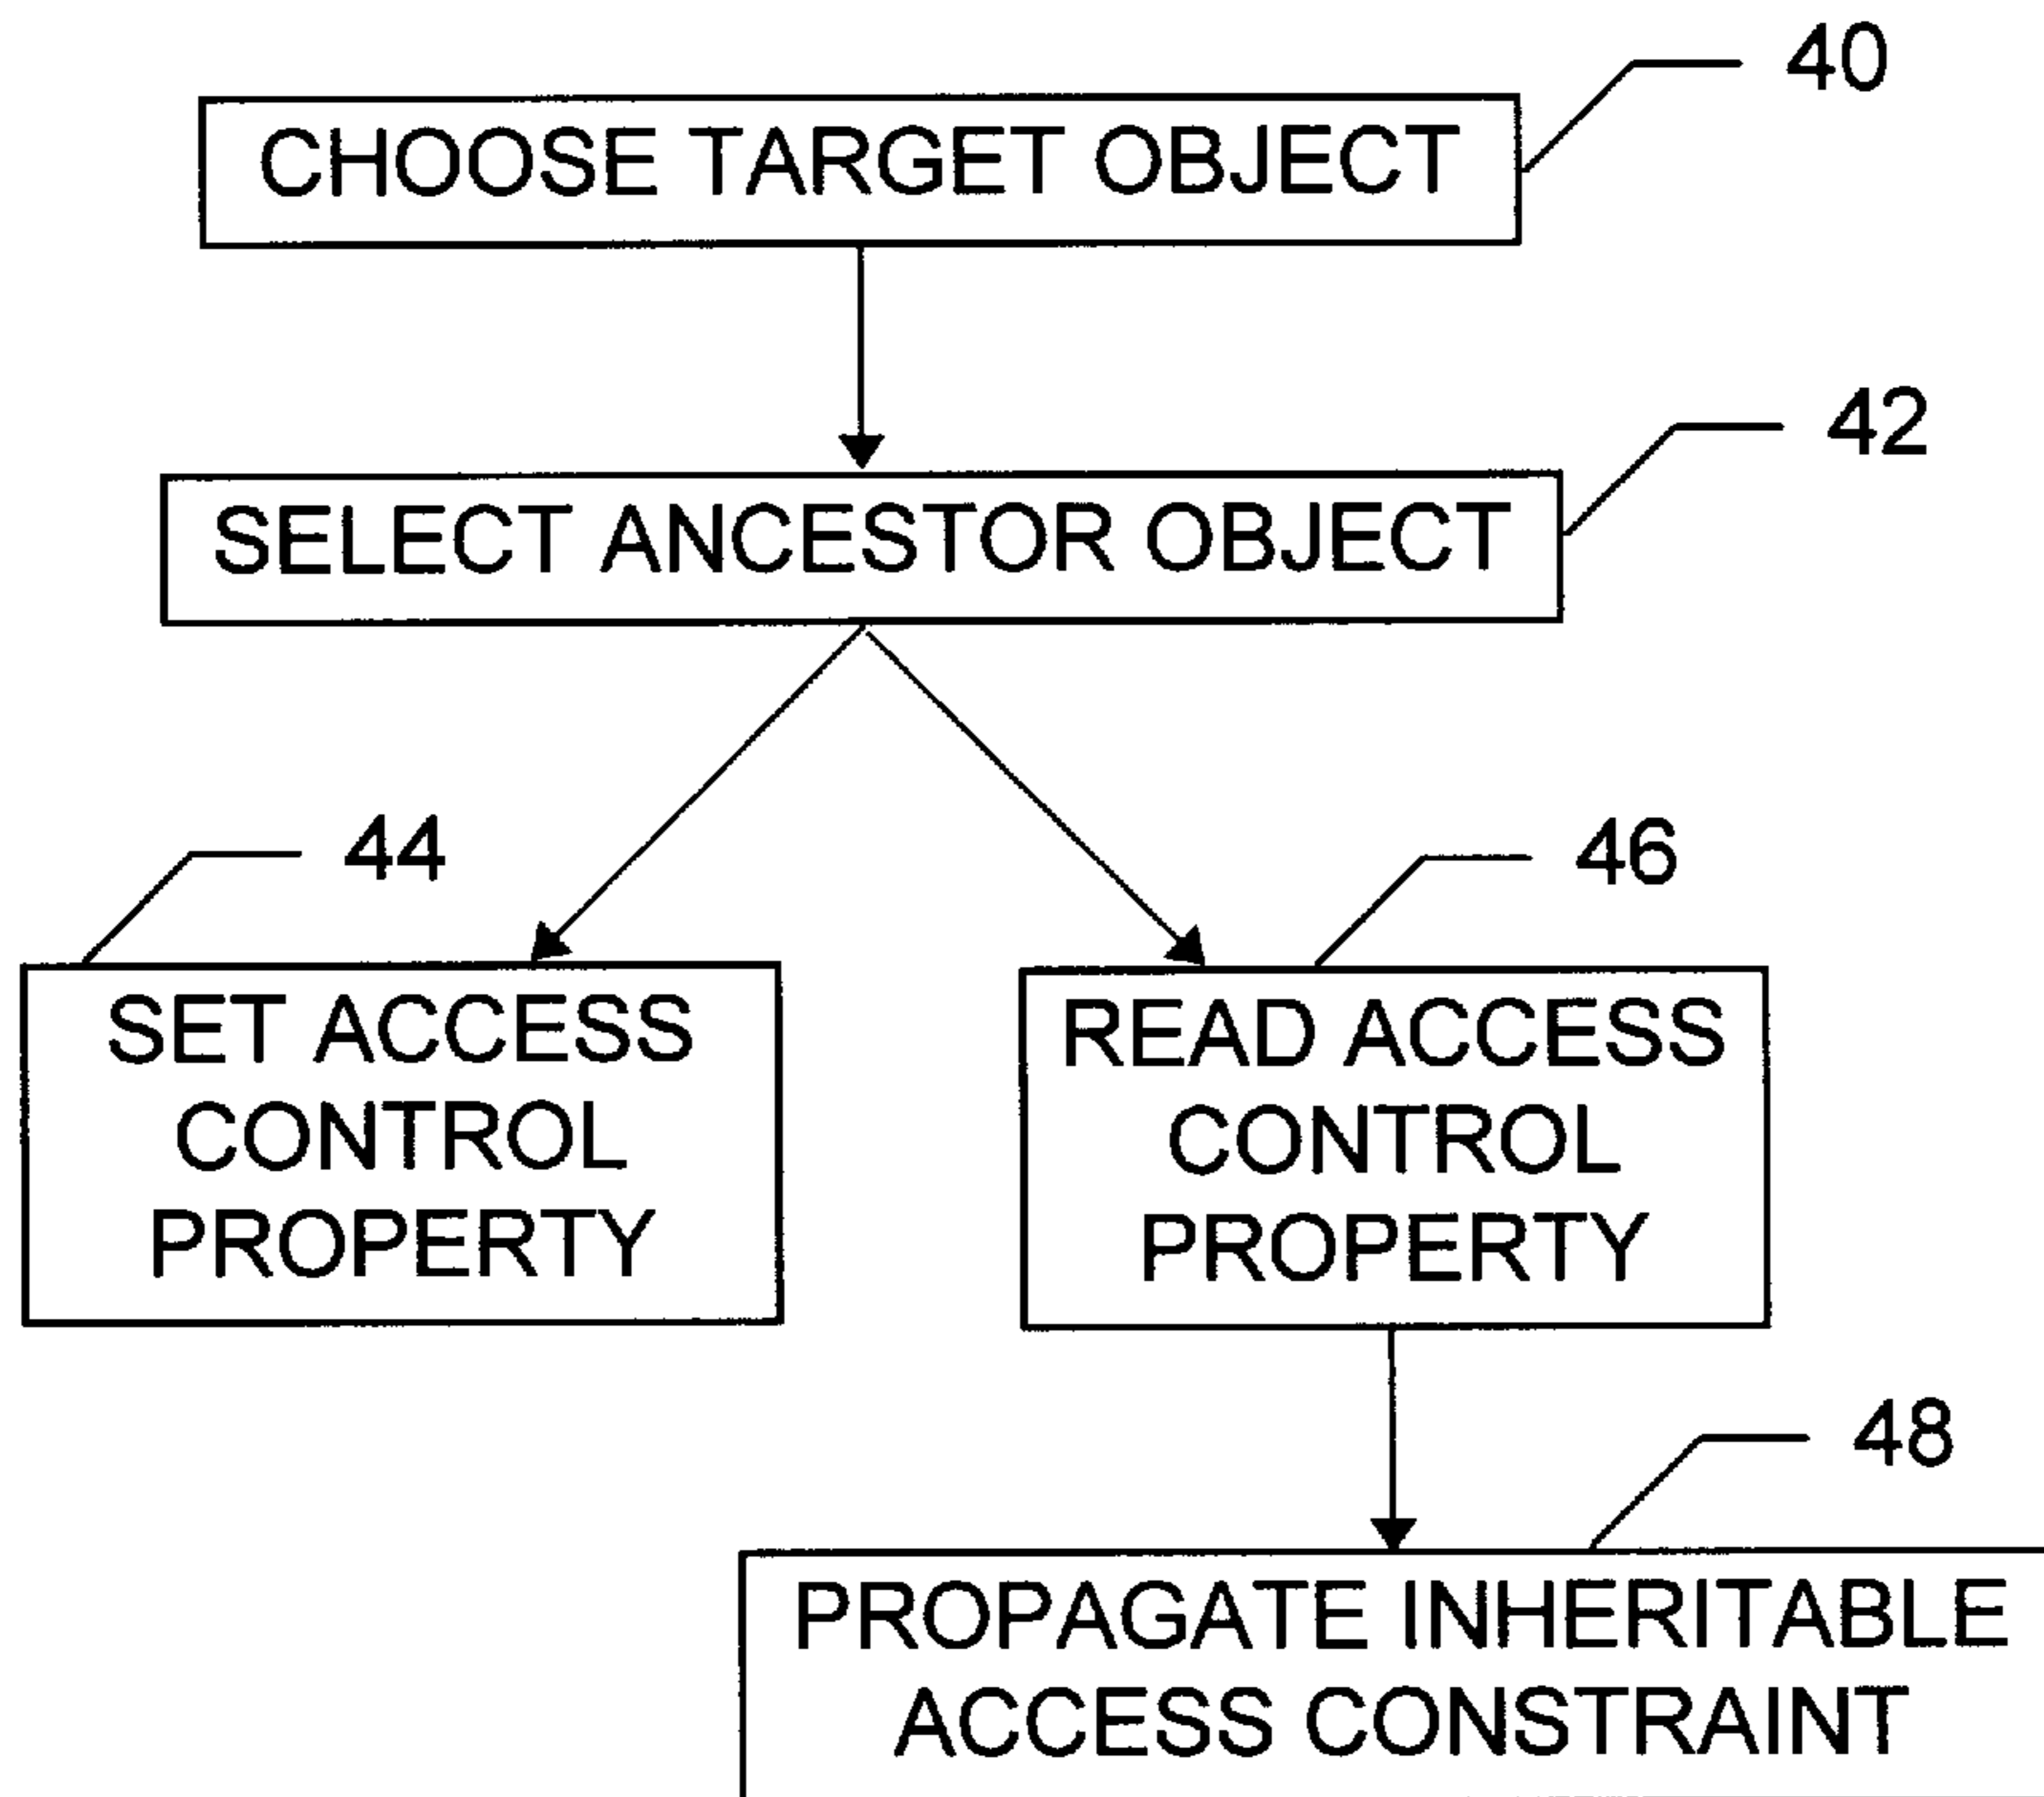 40
CHOOSE TARGET OBJECT
42
SELECT ANCESTOR OBJECT
44
46
SET ACCESS
CONTROL
PROPERTY
READ ACCESS
CONTROL
PROPERTY
48
PROPAGATE INHERITABLE
ACCESS CONSTRAINT